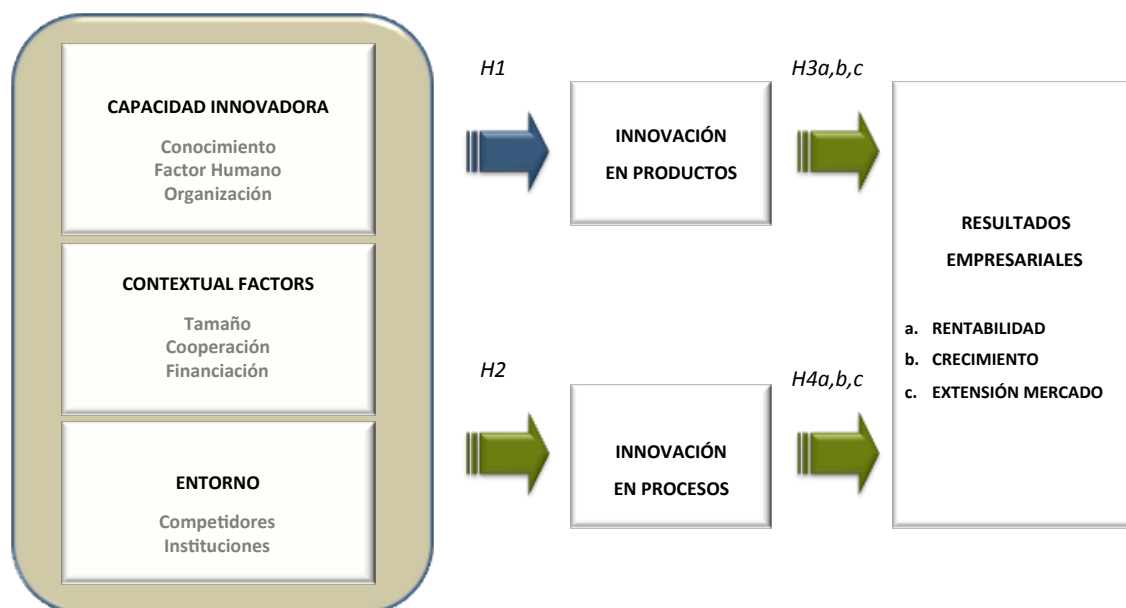 CAPACIDAD INNOVADORA
Conocimiento
Factor Humano
Organización
CONTEXTUAL FACTORS
Tamaño
Cooperación
Financiación
ENTORNO
Competidores
Instituciones
H1
H2
INNOVACIÓN
EN PRODUCTOS
INNOVACIÓN
EN PROCESOS
H3a,b,c
H4a,b,c
RESULTADOS
EMPRESARIALES
a. RENTABILIDAD
b. CRECIMIENTO
c. EXTENSIÓN MERCADO